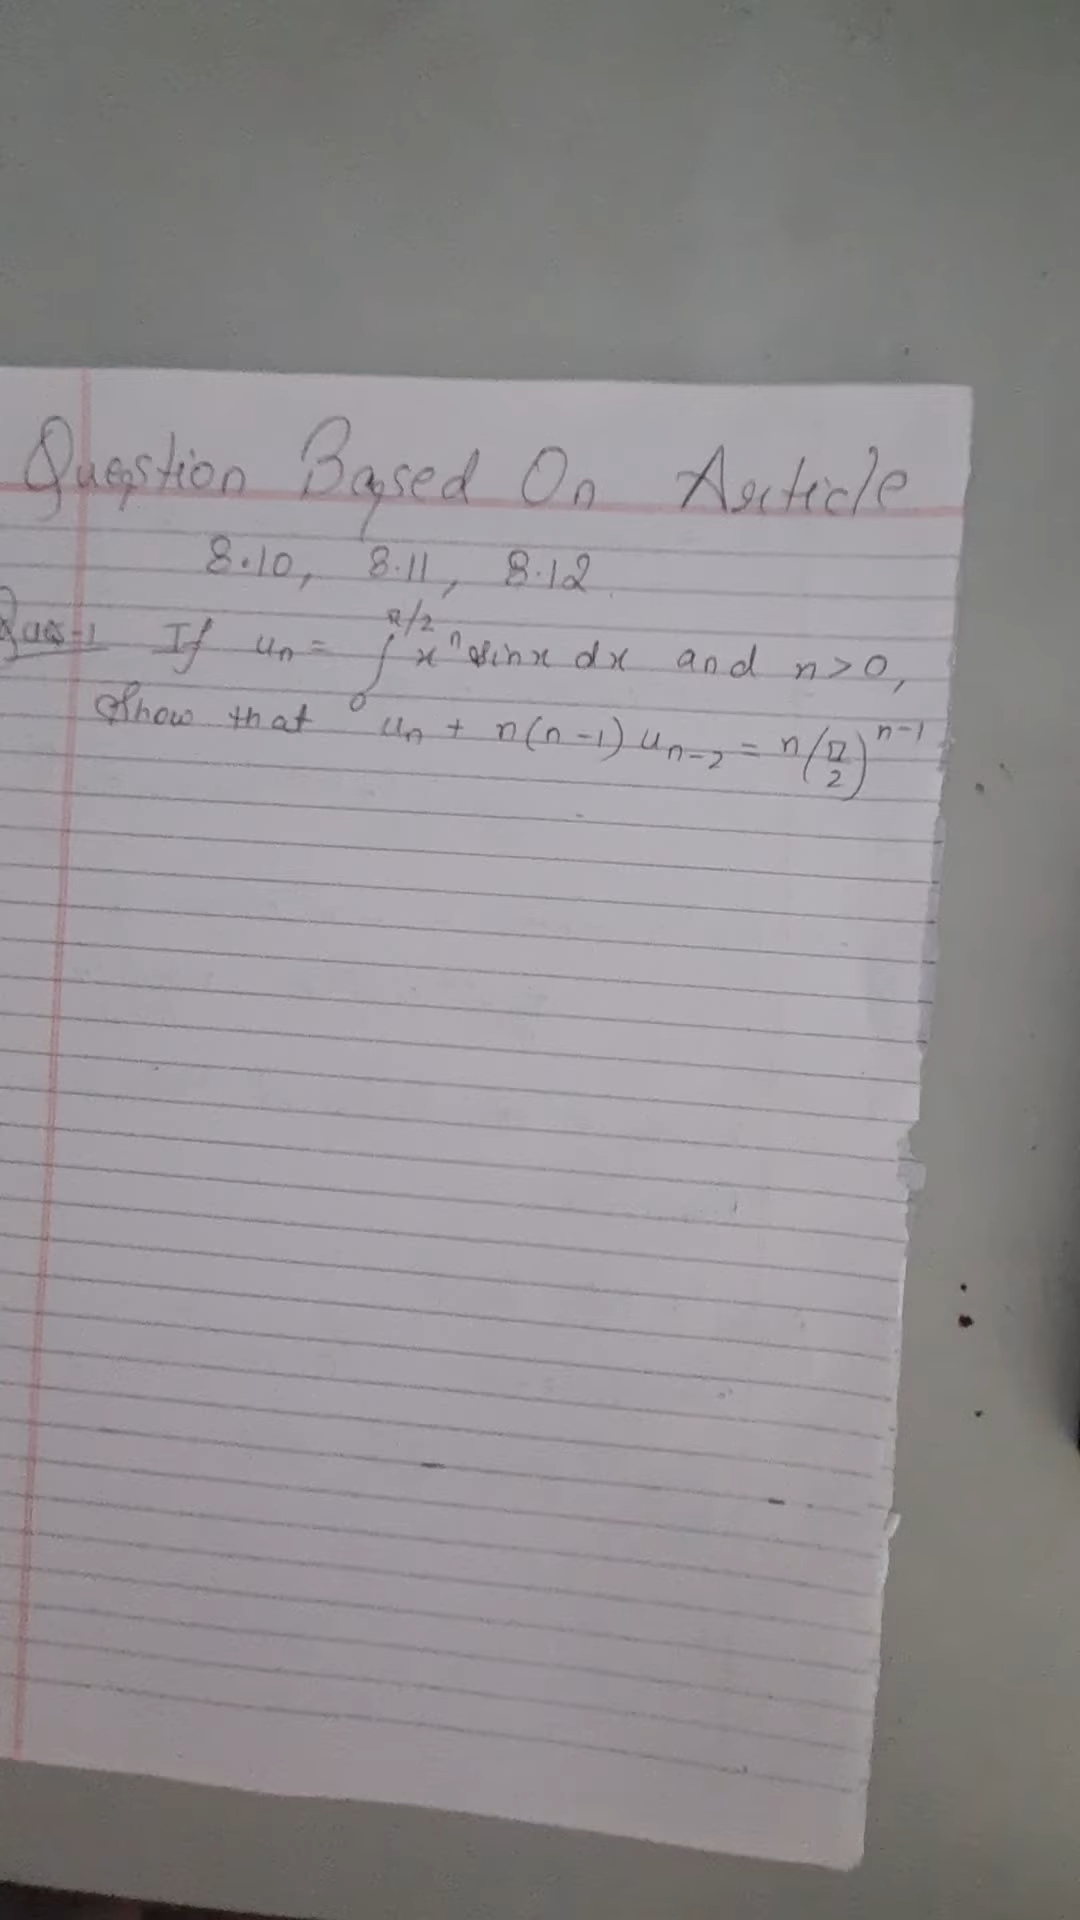 Question Based On Article
8.10, 8.11, 8.12.
Ques-1 If uₙ = ∫₀^(π/2) xⁿ sinx dx and n>0,
Show that uₙ + n(n-1) uₙ₋₂ = n(π/2)ⁿ⁻¹